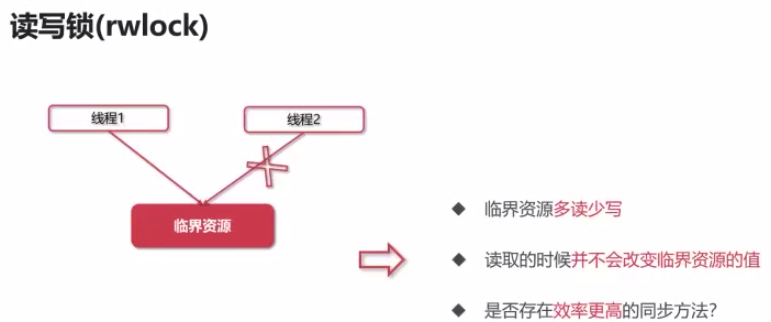 读写锁(rwlock)
线程1
线程2
临界资源
◆ 临界资源多读少写
◆ 读取的时候并不会改变临界资源的值
◆ 是否存在效率更高的同步方法?